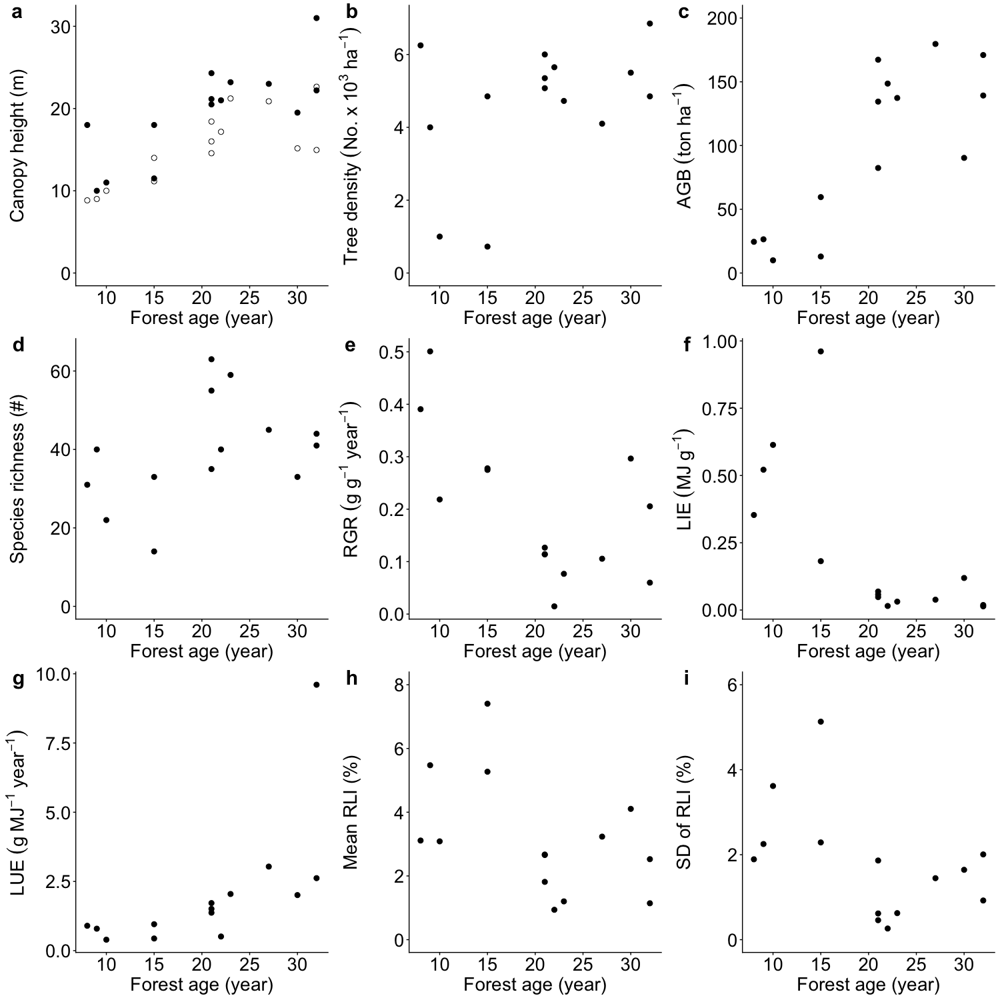 a
30
20
10
0
Canopy height (m)
10 15 20 25 30
Forest age (year)
b
6
4
2
0
Tree density (No. x 10³ ha⁻¹)
10 15 20 25 30
Forest age (year)
c
200
150
100
50
0
AGB (ton ha⁻¹)
10 15 20 25 30
Forest age (year)
d
60
40
20
0
Species richness (#)
10 15 20 25 30
Forest age (year)
e
0.5
0.4
0.3
0.2
0.1
0.0
RGR (g g⁻¹ year⁻¹)
10 15 20 25 30
Forest age (year)
f
1.00
0.75
0.50
0.25
0.00
LIE (MJ g⁻¹)
10 15 20 25 30
Forest age (year)
g
10.0
7.5
5.0
2.5
0.0
LUE (g MJ⁻¹ year⁻¹)
10 15 20 25 30
Forest age (year)
h
8
6
4
2
0
Mean RLI (%)
10 15 20 25 30
Forest age (year)
i
6
4
2
0
SD of RLI (%)
10 15 20 25 30
Forest age (year)